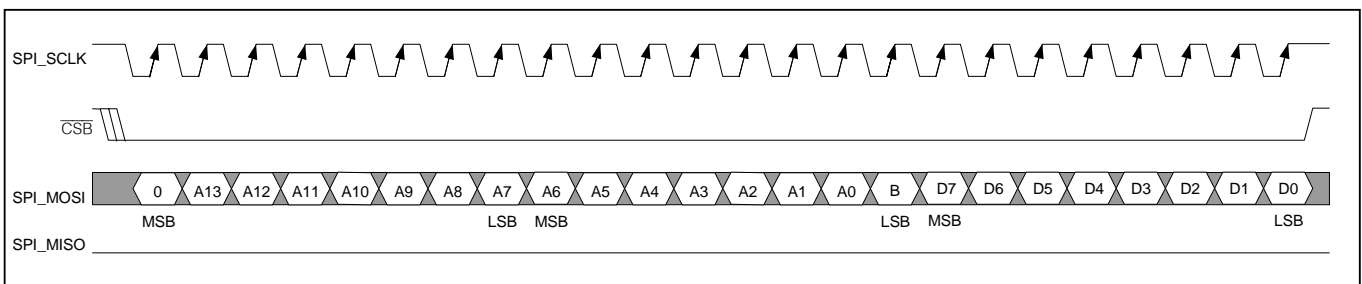 SPI_SCLK
CSB
SPI_MOSI 0 A13 A12 A11 A10 A9 A8 A7 A6 A5 A4 A3 A2 A1 A0 B D7 D6 D5 D4 D3 D2 D1 D0
MSB LSB MSB LSB MSB LSB
SPI_MISO